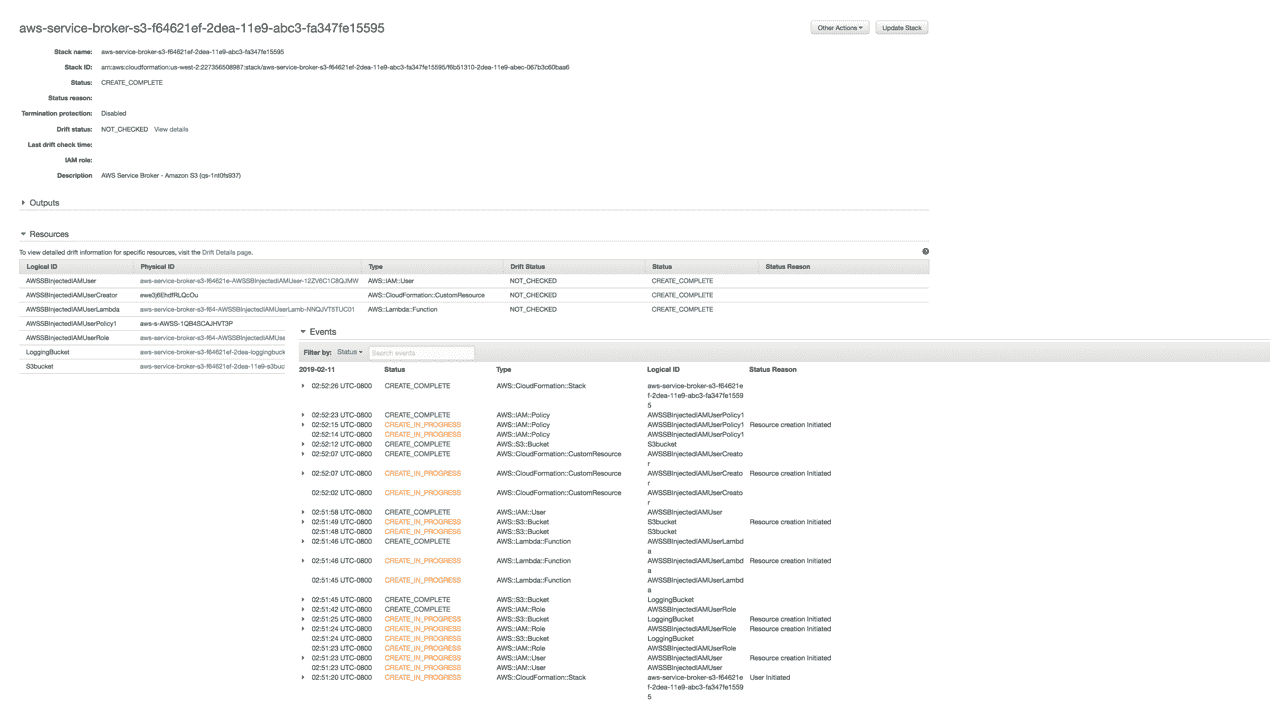 aws-service-broker-s3-f64621ef-2dea-11e9-abc3-fa347fe15595
Other Actions
Update Stack
Stack name: aws-service-broker-s3-f64621ef-2dea-11e9-abc3-fa347fe15595
Stack ID: arn:aws:cloudformation:us-west-2:227356508987:stack/aws-service-broker-s3-f64621ef-2dea-11e9-abc3-fa347fe15595/f6b51310-2dea-11e9-abec-067b3c60baa6
Status: CREATE_COMPLETE
Status reason:
Termination protection: Disabled
Drift status: NOT_CHECKED View details
Last drift check time:
IAM role:
Description AWS Service Broker - Amazon S3 (qs-1nt0fs937)
Outputs
Resources
To view detailed drift information for specific resources, visit the Drift Details page.
Logical ID Physical ID Type Drift Status Status Status Reason
AWSSBInjectedIAMUser aws-service-broker-s3-f64621e-AWSSBInjectedIAMUser-12ZV6C1C8QJMW AWS::IAM::User NOT_CHECKED CREATE_COMPLETE
AWSSBInjectedIAMUserCreator ewe3j6EhdfRLQcOu AWS::CloudFormation::CustomResource NOT_CHECKED CREATE_COMPLETE
AWSSBInjectedIAMUserLambda aws-service-broker-s3-f64-AWSSBInjectedIAMUserLamb-NNQJVT5TUC01 AWS::Lambda::Function NOT_CHECKED CREATE_COMPLETE
AWSSBInjectedIAMUserPolicy1 aws-s-AWSS-1QB4SCAJHVT3P
AWSSBInjectedIAMUserRole aws-service-broker-s3-f64-AWSSBInjectedIAMUse
LoggingBucket aws-service-broker-s3-f64621ef-2dea-loggingbuck
S3bucket aws-service-broker-s3-f64621ef-2dea-11e9-s3buc
Events
Filter by: Status Search events
2019-02-11 Status Type Logical ID Status Reason
02:52:26 UTC-0800 CREATE_COMPLETE AWS::CloudFormation::Stack aws-service-broker-s3-f64621e
f-2dea-11e9-abc3-fa347fe1559
5
02:52:23 UTC-0800 CREATE_COMPLETE AWS::IAM::Policy AWSSBInjectedIAMUserPolicy1
02:52:15 UTC-0800 CREATE_IN_PROGRESS AWS::IAM::Policy AWSSBInjectedIAMUserPolicy1 Resource creation Initiated
02:52:14 UTC-0800 CREATE_IN_PROGRESS AWS::IAM::Policy AWSSBInjectedIAMUserPolicy1
02:52:12 UTC-0800 CREATE_COMPLETE AWS::S3::Bucket S3bucket
02:52:07 UTC-0800 CREATE_COMPLETE AWS::CloudFormation::CustomResource AWSSBInjectedIAMUserCreato
r
02:52:07 UTC-0800 CREATE_IN_PROGRESS AWS::CloudFormation::CustomResource AWSSBInjectedIAMUserCreato Resource creation Initiated
r
02:52:02 UTC-0800 CREATE_IN_PROGRESS AWS::CloudFormation::CustomResource AWSSBInjectedIAMUserCreato
r
02:51:58 UTC-0800 CREATE_COMPLETE AWS::IAM::User AWSSBInjectedIAMUser
02:51:49 UTC-0800 CREATE_IN_PROGRESS AWS::S3::Bucket S3bucket Resource creation Initiated
02:51:48 UTC-0800 CREATE_IN_PROGRESS AWS::S3::Bucket S3bucket
02:51:46 UTC-0800 CREATE_COMPLETE AWS::Lambda::Function AWSSBInjectedIAMUserLambd
a
02:51:46 UTC-0800 CREATE_IN_PROGRESS AWS::Lambda::Function AWSSBInjectedIAMUserLambd Resource creation Initiated
a
02:51:45 UTC-0800 CREATE_IN_PROGRESS AWS::Lambda::Function AWSSBInjectedIAMUserLambd
a
02:51:45 UTC-0800 CREATE_COMPLETE AWS::S3::Bucket LoggingBucket
02:51:42 UTC-0800 CREATE_COMPLETE AWS::IAM::Role AWSSBInjectedIAMUserRole
02:51:25 UTC-0800 CREATE_IN_PROGRESS AWS::S3::Bucket LoggingBucket Resource creation Initiated
02:51:24 UTC-0800 CREATE_IN_PROGRESS AWS::IAM::Role AWSSBInjectedIAMUserRole Resource creation Initiated
02:51:24 UTC-0800 CREATE_IN_PROGRESS AWS::S3::Bucket LoggingBucket
02:51:23 UTC-0800 CREATE_IN_PROGRESS AWS::IAM::Role AWSSBInjectedIAMUserRole
02:51:23 UTC-0800 CREATE_IN_PROGRESS AWS::IAM::User AWSSBInjectedIAMUser Resource creation Initiated
02:51:23 UTC-0800 CREATE_IN_PROGRESS AWS::IAM::User AWSSBInjectedIAMUser
02:51:20 UTC-0800 CREATE_IN_PROGRESS AWS::CloudFormation::Stack aws-service-broker-s3-f64621e User Initiated
f-2dea-11e9-abc3-fa347fe1559
5